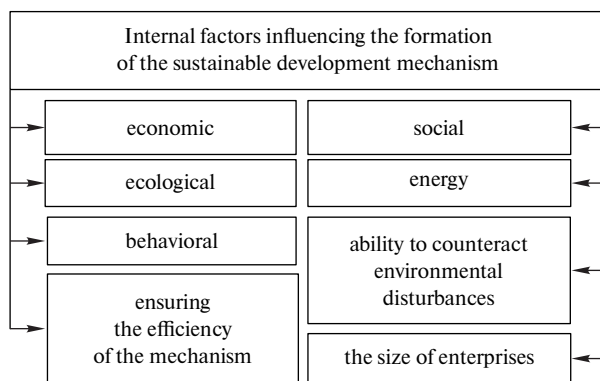 Internal factors influencing the formation
of the sustainable development mechanism
economic
social
ecological
energy
behavioral
ability to counteract
environmental
disturbances
ensuring
the efficiency
of the mechanism
the size of enterprises